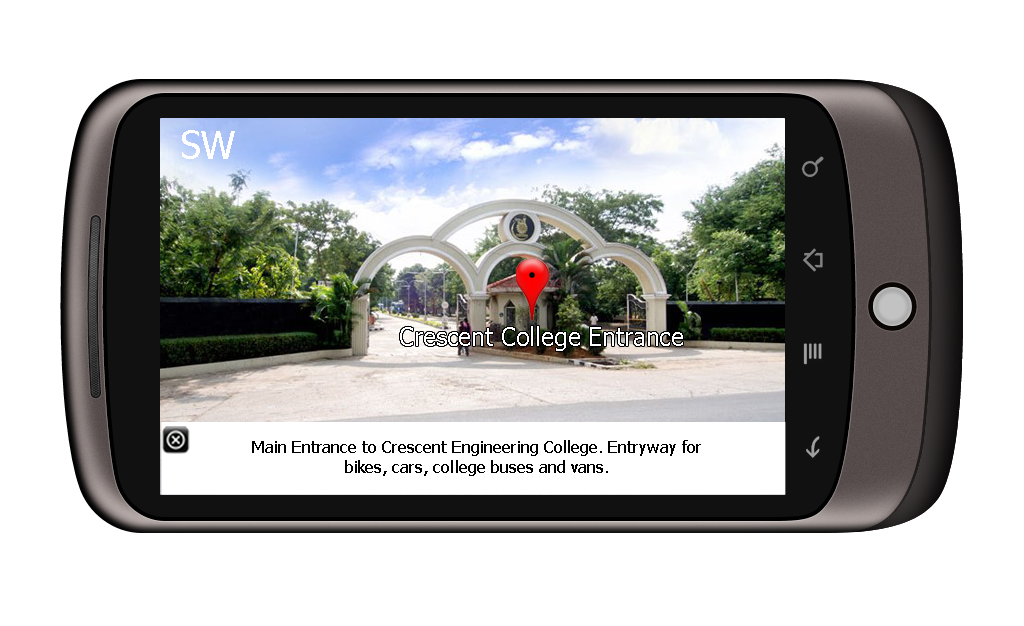 SW
Crescent College Entrance
Main Entrance to Crescent Engineering College. Entryway for
bikes, cars, college buses and vans.